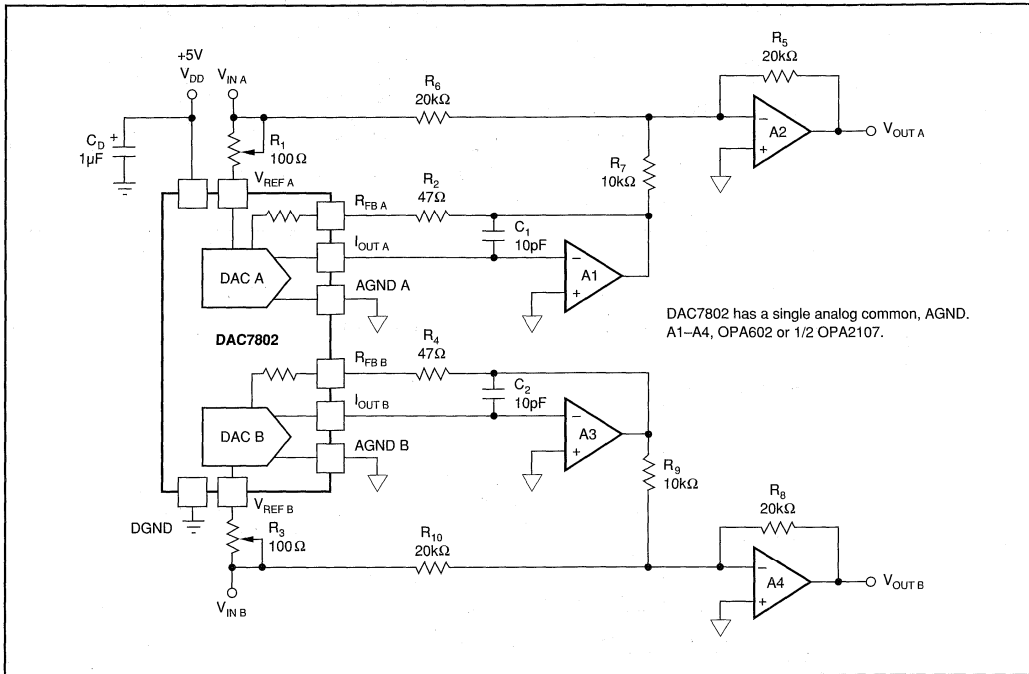 +5V
V_DD
V_IN A
C_D +
1µF
R_1
100Ω
V_REF A
R_6
20kΩ
R_5
20kΩ
A2
V_OUT A
R_7
10kΩ
R_FB A
R_2
47Ω
C_1
10pF
I_OUT A
A1
DAC A
AGND A
DAC7802
DAC7802 has a single analog common, AGND.
A1–A4, OPA602 or 1/2 OPA2107.
R_FB B
R_4
47Ω
C_2
10pF
I_OUT B
A3
DAC B
AGND B
R_9
10kΩ
DGND
V_REF B
R_3
100Ω
R_10
20kΩ
R_8
20kΩ
A4
V_OUT B
V_IN B
− +
− +
− +
− +